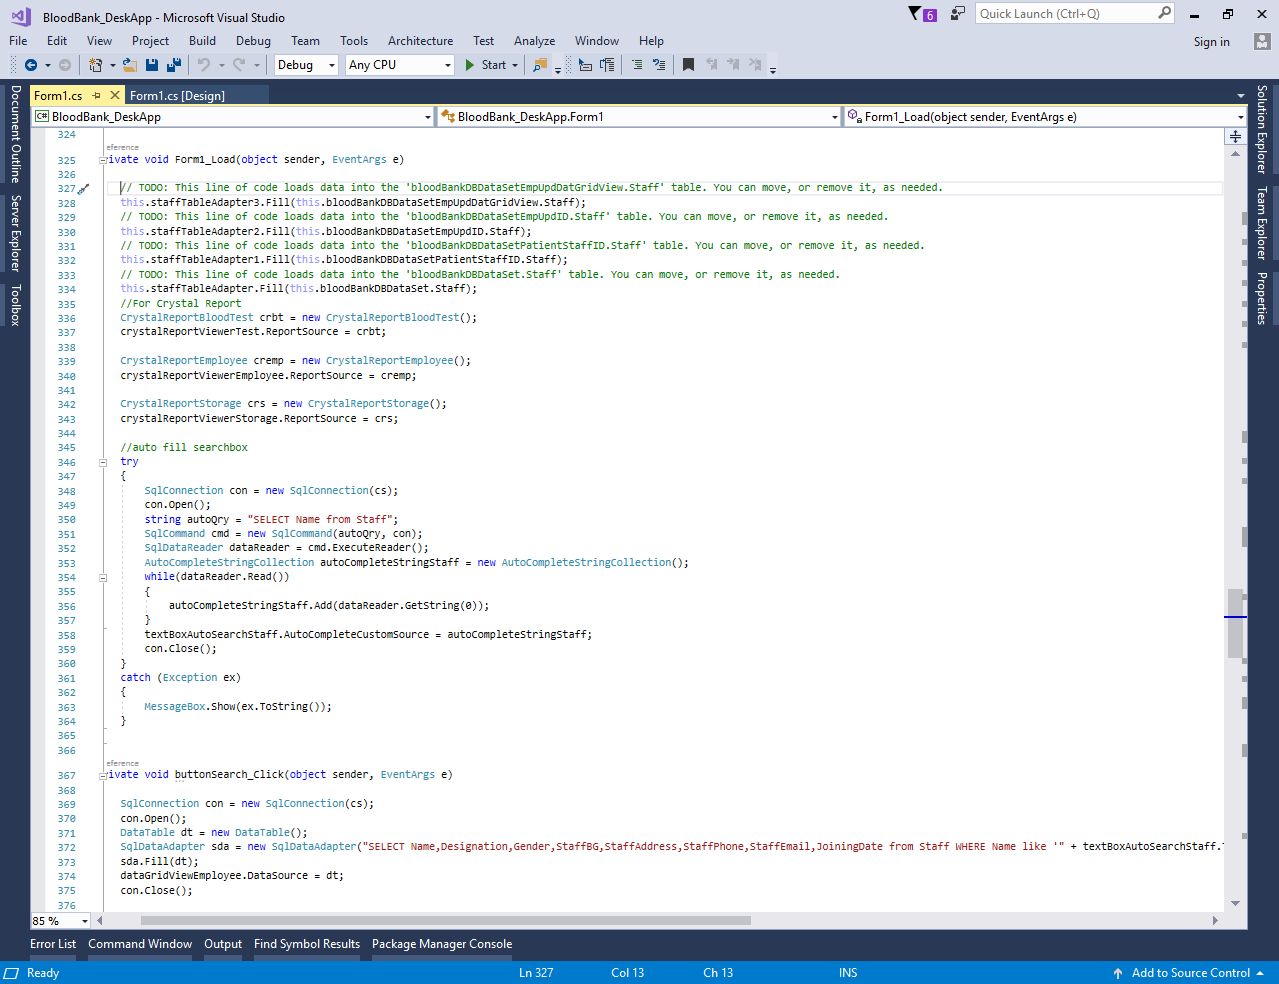 BloodBank_DeskApp - Microsoft Visual Studio
6
Quick Launch (Ctrl+Q)
File Edit View Project Build Debug Team Tools Architecture Test Analyze Window Help
Sign in
Debug Any CPU Start
Form1.cs Form1.cs [Design]
C# BloodBank_DeskApp BloodBank_DeskApp.Form1 Form1_Load(object sender, EventArgs e)
Document Outline
Server Explorer
Toolbox
Solution Explorer
Team Explorer
Properties
324
eference
325 ivate void Form1_Load(object sender, EventArgs e)
326
327 // TODO: This line of code loads data into the 'bloodBankDBDataSetEmpUpdDatGridView.Staff' table. You can move, or remove it, as needed.
328 this.staffTableAdapter3.Fill(this.bloodBankDBDataSetEmpUpdDatGridView.Staff);
329 // TODO: This line of code loads data into the 'bloodBankDBDataSetEmpUpdID.Staff' table. You can move, or remove it, as needed.
330 this.staffTableAdapter2.Fill(this.bloodBankDBDataSetEmpUpdID.Staff);
331 // TODO: This line of code loads data into the 'bloodBankDBDataSetPatientStaffID.Staff' table. You can move, or remove it, as needed.
332 this.staffTableAdapter1.Fill(this.bloodBankDBDataSetPatientStaffID.Staff);
333 // TODO: This line of code loads data into the 'bloodBankDBDataSet.Staff' table. You can move, or remove it, as needed.
334 this.staffTableAdapter.Fill(this.bloodBankDBDataSet.Staff);
335 //For Crystal Report
336 CrystalReportBloodTest crbt = new CrystalReportBloodTest();
337 crystalReportViewerTest.ReportSource = crbt;
338
339 CrystalReportEmployee cremp = new CrystalReportEmployee();
340 crystalReportViewerEmployee.ReportSource = cremp;
341
342 CrystalReportStorage crs = new CrystalReportStorage();
343 crystalReportViewerStorage.ReportSource = crs;
344
345 //auto fill searchbox
346 try
347 {
348 SqlConnection con = new SqlConnection(cs);
349 con.Open();
350 string autoQry = "SELECT Name from Staff";
351 SqlCommand cmd = new SqlCommand(autoQry, con);
352 SqlDataReader dataReader = cmd.ExecuteReader();
353 AutoCompleteStringCollection autoCompleteStringStaff = new AutoCompleteStringCollection();
354 while(dataReader.Read())
355 {
356 autoCompleteStringStaff.Add(dataReader.GetString(0));
357 }
358 textBoxAutoSearchStaff.AutoCompleteCustomSource = autoCompleteStringStaff;
359 con.Close();
360 }
361 catch (Exception ex)
362 {
363 MessageBox.Show(ex.ToString());
364 }
365
366
eference
367 ivate void buttonSearch_Click(object sender, EventArgs e)
368
369 SqlConnection con = new SqlConnection(cs);
370 con.Open();
371 DataTable dt = new DataTable();
372 SqlDataAdapter sda = new SqlDataAdapter("SELECT Name,Designation,Gender,StaffBG,StaffAddress,StaffPhone,StaffEmail,JoiningDate from Staff WHERE Name like '" + textBoxAutoSearchStaff.
373 sda.Fill(dt);
374 dataGridViewEmployee.DataSource = dt;
375 con.Close();
376
85 %
Error List Command Window Output Find Symbol Results Package Manager Console
Ready Ln 327 Col 13 Ch 13 INS Add to Source Control